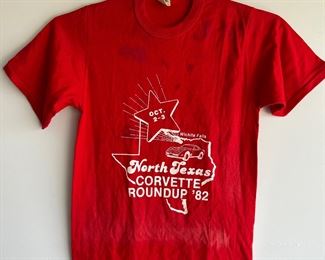 OCT.
2-3
Wichita Falls
North Texas
CORVETTE
ROUNDUP '82